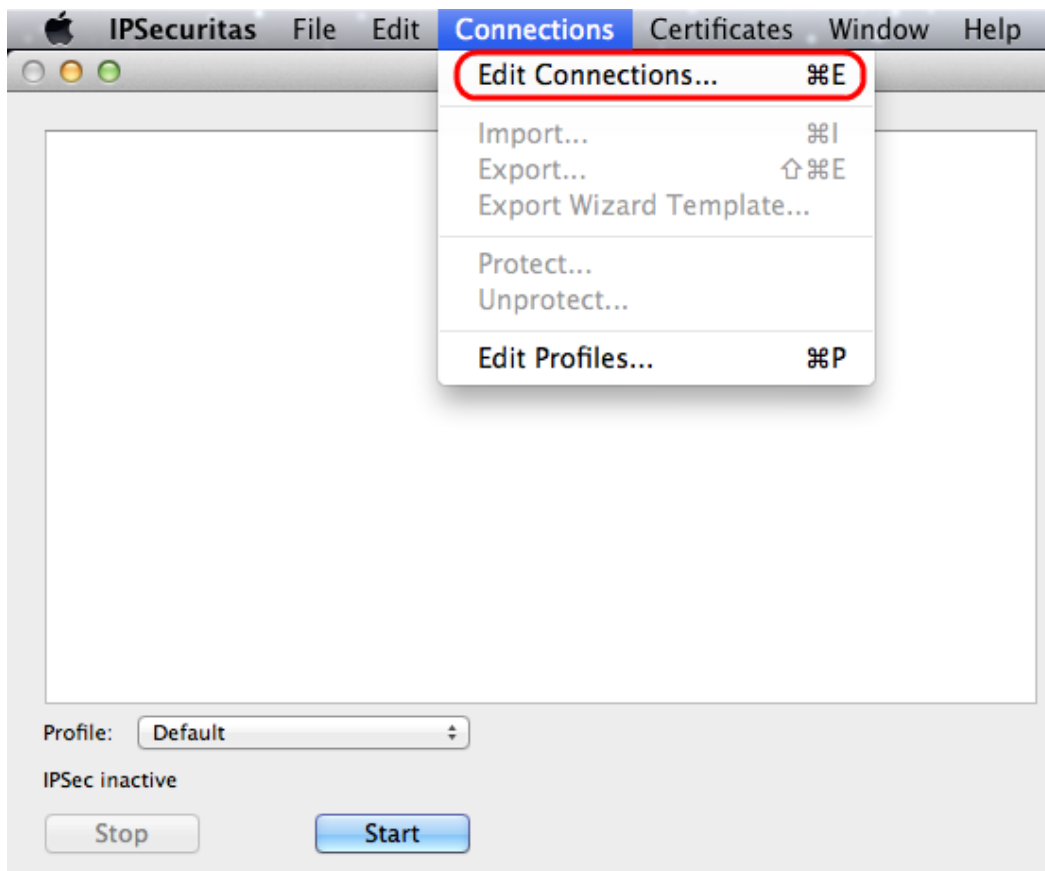 IPSecuritas File Edit Connections Certificates Window Help
Edit Connections... ⌘E
Import... ⌘I
Export... ⇧⌘E
Export Wizard Template...
Protect...
Unprotect...
Edit Profiles... ⌘P
Profile: Default
IPSec inactive
Stop Start